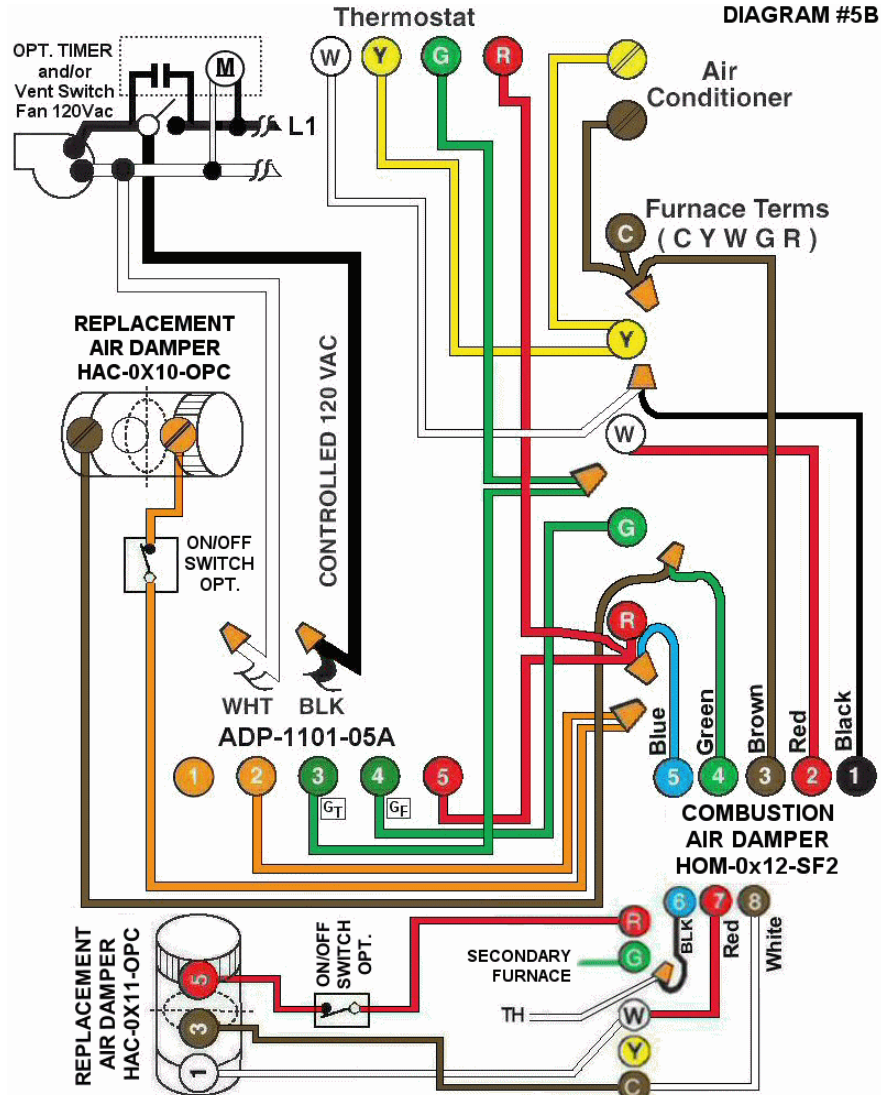 Thermostat
DIAGRAM #5B
OPT. TIMER
and/or
Vent Switch
Fan 120Vac
M
L1
W
Y
G
R
Air
Conditioner
Furnace Terms
( C Y W G R )
C
Y
W
G
R
REPLACEMENT
AIR DAMPER
HAC-0X10-OPC
CONTROLLED 120 VAC
ON/OFF
SWITCH
OPT.
WHT
BLK
ADP-1101-05A
1
2
3
4
5
GT
GF
Blue
Green
Brown
Red
Black
5
4
3
2
1
COMBUSTION
AIR DAMPER
HOM-0x12-SF2
6
7
8
BLK
Red
White
REPLACEMENT
AIR DAMPER
HAC-0X11-OPC
5
3
1
ON/OFF
SWITCH
OPT.
SECONDARY
FURNACE
TH
R
G
W
Y
C